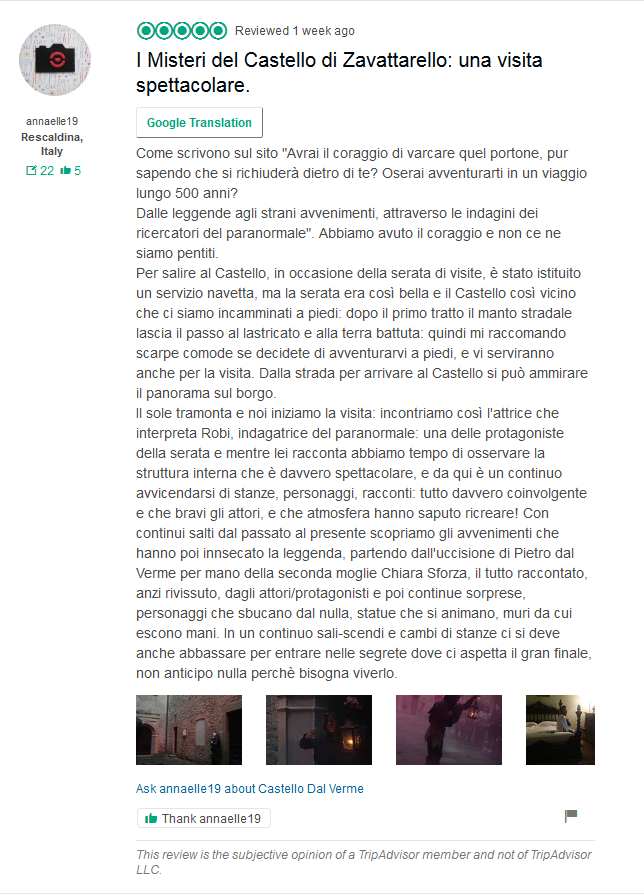 Reviewed 1 week ago
I Misteri del Castello di Zavattarello: una visita
spettacolare.
annaelle19
Rescaldina,
Italy
22 5
Google Translation
Come scrivono sul sito "Avrai il coraggio di varcare quel portone, pur
sapendo che si richiuderà dietro di te? Oserai avventurarti in un viaggio
lungo 500 anni?
Dalle leggende agli strani avvenimenti, attraverso le indagini dei
ricercatori del paranormale". Abbiamo avuto il coraggio e non ce ne
siamo pentiti.
Per salire al Castello, in occasione della serata di visite, è stato istituito
un servizio navetta, ma la serata era così bella e il Castello così vicino
che ci siamo incamminati a piedi: dopo il primo tratto il manto stradale
lascia il passo al lastricato e alla terra battuta: quindi mi raccomando
scarpe comode se decidete di avventurarvi a piedi, e vi serviranno
anche per la visita. Dalla strada per arrivare al Castello si può ammirare
il panorama sul borgo.
Il sole tramonta e noi iniziamo la visita: incontriamo così l'attrice che
interpreta Robi, indagatrice del paranormale: una delle protagoniste
della serata e mentre lei racconta abbiamo tempo di osservare la
struttura interna che è davvero spettacolare, e da qui è un continuo
avvicendarsi di stanze, personaggi, racconti: tutto davvero coinvolgente
e che bravi gli attori, e che atmosfera hanno saputo ricreare! Con
continui salti dal passato al presente scopriamo gli avvenimenti che
hanno poi innsecato la leggenda, partendo dall'uccisione di Pietro dal
Verme per mano della seconda moglie Chiara Sforza, il tutto raccontato,
anzi rivissuto, dagli attori/protagonisti e poi continue sorprese,
personaggi che sbucano dal nulla, statue che si animano, muri da cui
escono mani. In un continuo sali-scendi e cambi di stanze ci si deve
anche abbassare per entrare nelle segrete dove ci aspetta il gran finale,
non anticipo nulla perchè bisogna viverlo.
Ask annaelle19 about Castello Dal Verme
Thank annaelle19
This review is the subjective opinion of a TripAdvisor member and not of TripAdvisor
LLC.